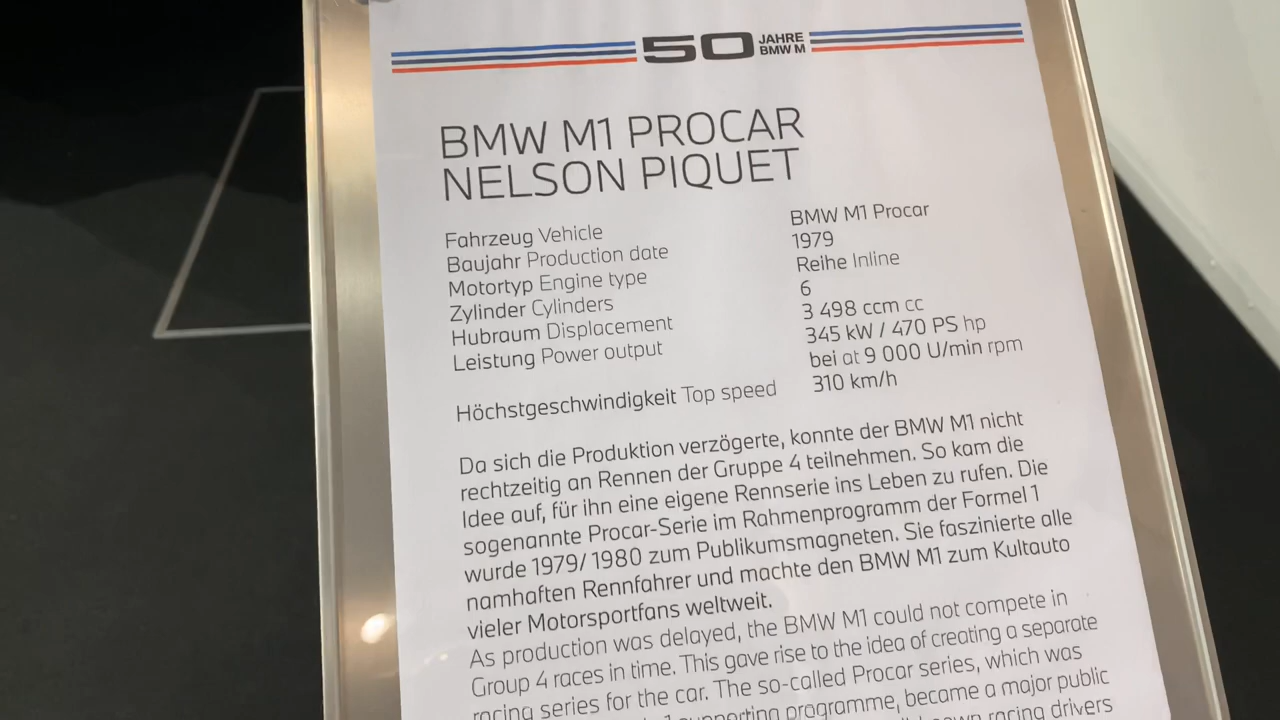 50 JAHRE
BMW M
BMW M1 PROCAR
NELSON PIQUET
Fahrzeug Vehicle BMW M1 Procar
Baujahr Production date 1979
Motortyp Engine type Reihe Inline
Zylinder Cylinders 6
Hubraum Displacement 3 498 ccm cc
Leistung Power output 345 kW / 470 PS hp
bei at 9 000 U/min rpm
Höchstgeschwindigkeit Top speed 310 km/h
Da sich die Produktion verzögerte, konnte der BMW M1 nicht
rechtzeitig an Rennen der Gruppe 4 teilnehmen. So kam die
Idee auf, für ihn eine eigene Rennserie ins Leben zu rufen. Die
sogenannte Procar-Serie im Rahmenprogramm der Formel 1
wurde 1979/ 1980 zum Publikumsmagneten. Sie faszinierte alle
namhaften Rennfahrer und machte den BMW M1 zum Kultauto
vieler Motorsportfans weltweit.
As production was delayed, the BMW M1 could not compete in
Group 4 races in time. This gave rise to the idea of creating a separate
racing series for the car. The so-called Procar series, which was
1 supporting programme, became a major public
racing drivers